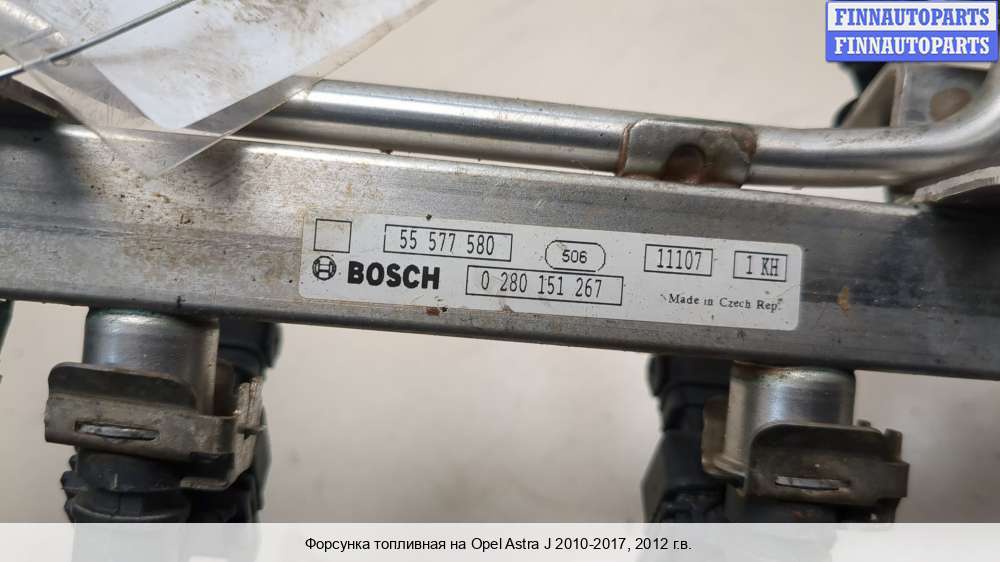 FINNAUTOPARTS
FINNAUTOPARTS
55 577 580 506 11107 1 KH
BOSCH 0 280 151 267 Made in Czech Rep.
Форсунка топливная на Opel Astra J 2010-2017, 2012 г.в.